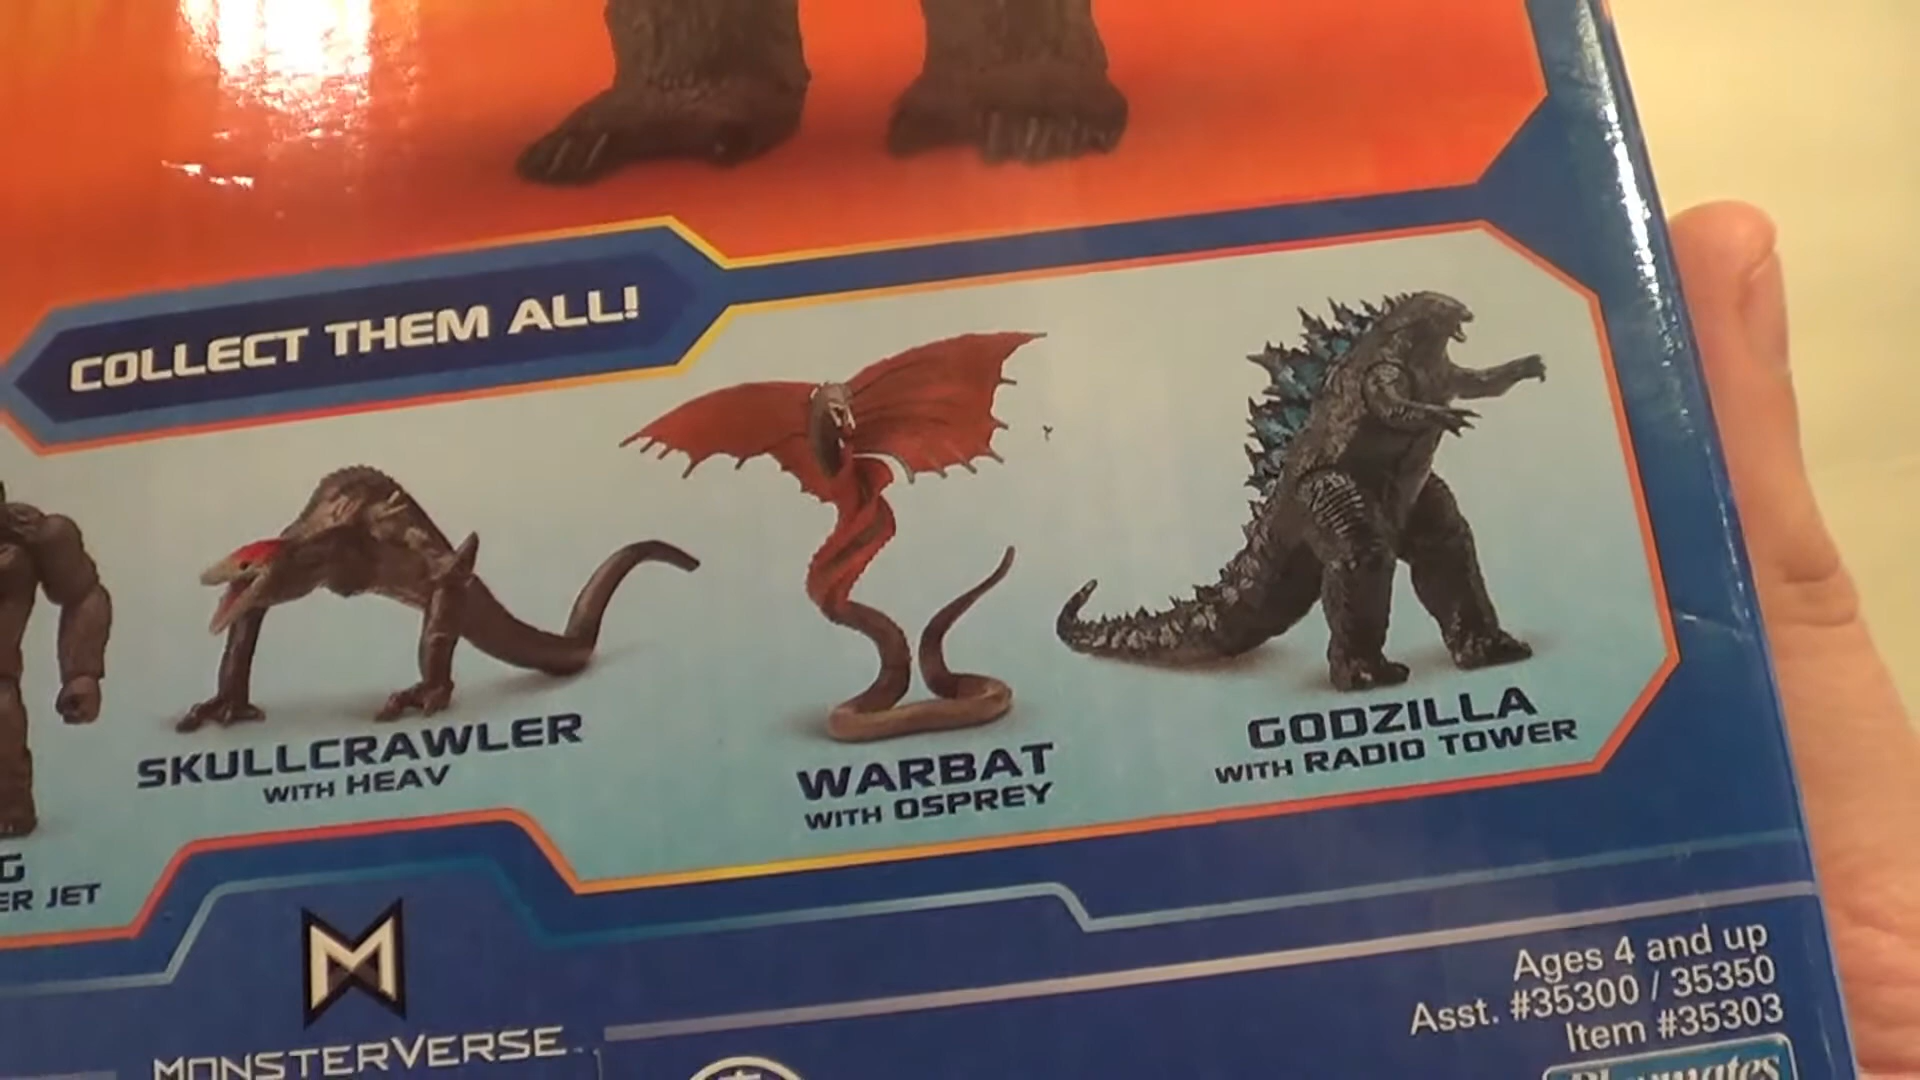 COLLECT THEM ALL!
SKULLCRAWLER
WITH HEAV
WARBAT
WITH OSPREY
GODZILLA
WITH RADIO TOWER
G
ER JET
M
MONSTERVERSE
Ages 4 and up
Asst. #35300 / 35350
Item #35303
Playmates